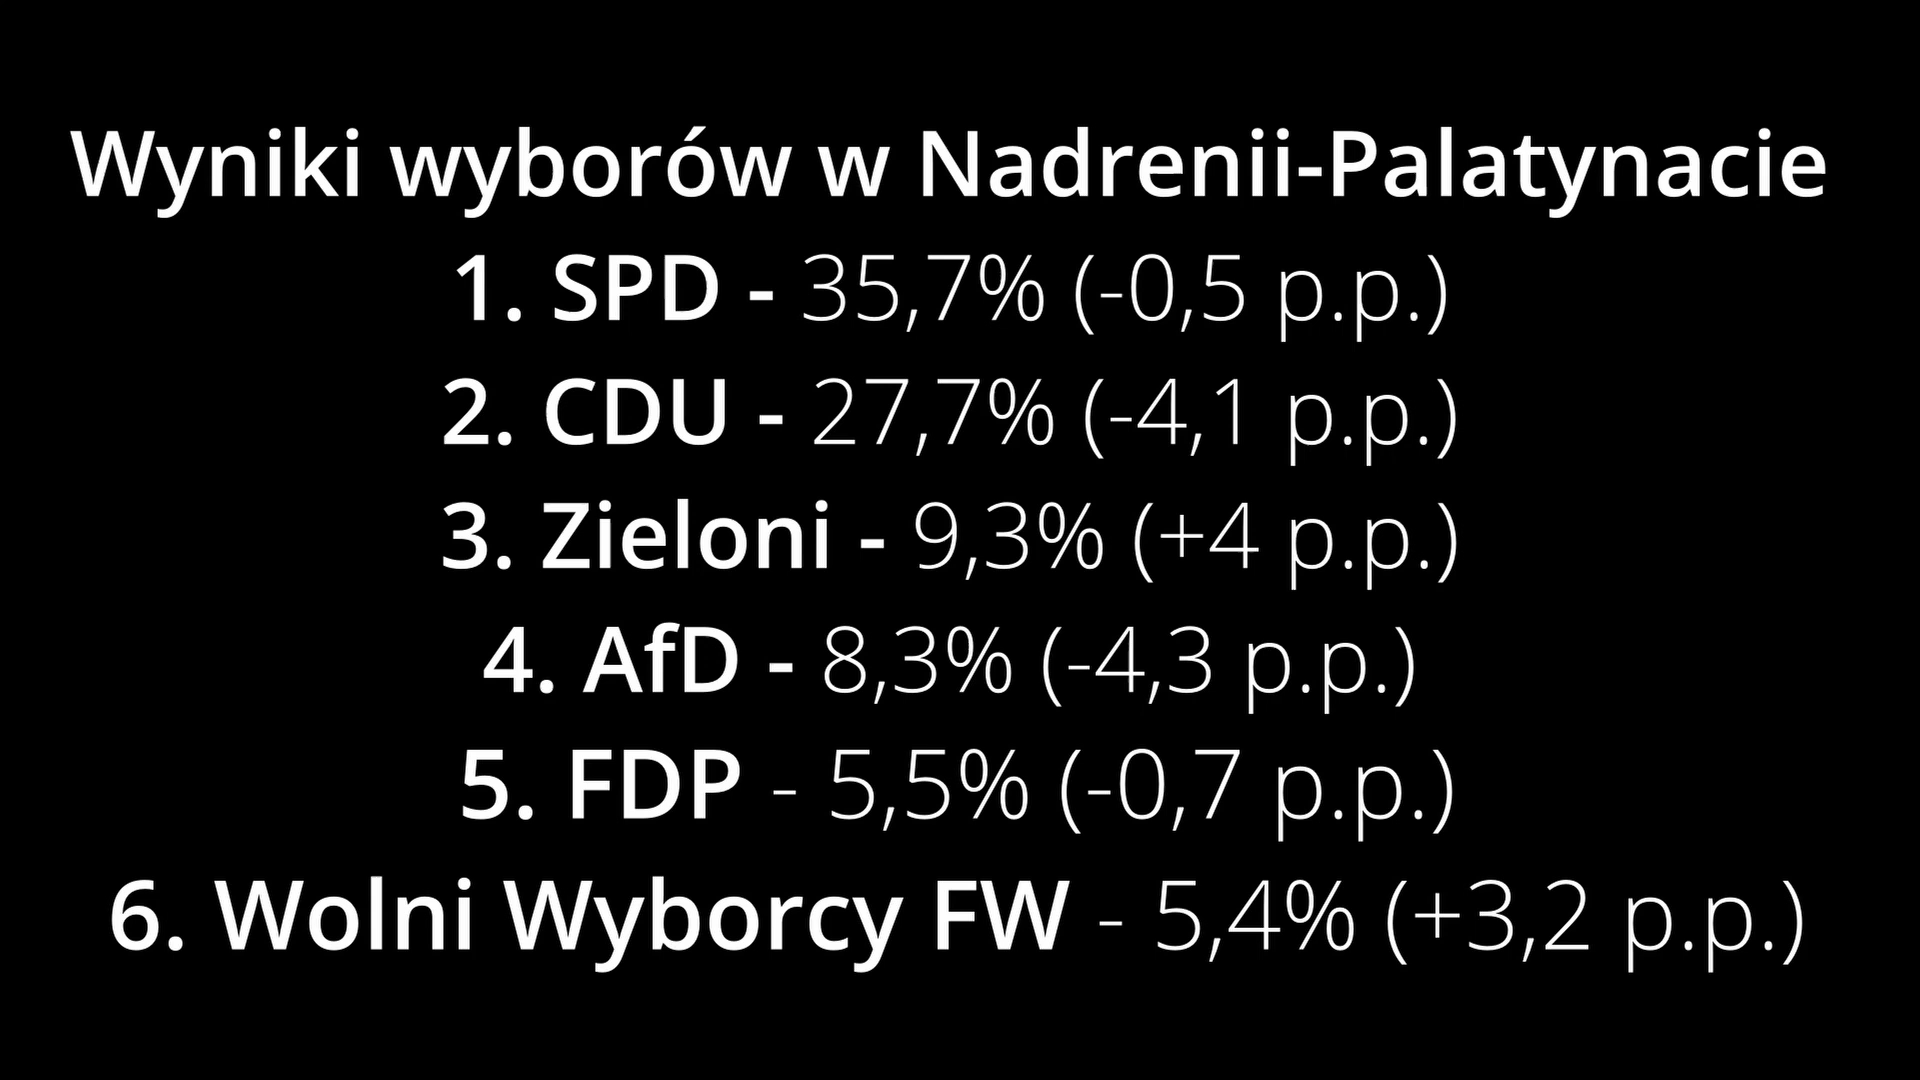 Wyniki wyborów w Nadrenii-Palatynacie
1. SPD - 35,7% (-0,5 p.p.)
2. CDU - 27,7% (-4,1 p.p.)
3. Zieloni - 9,3% (+4 p.p.)
4. AfD - 8,3% (-4,3 p.p.)
5. FDP - 5,5% (-0,7 p.p.)
6. Wolni Wyborcy FW - 5,4% (+3,2 p.p.)